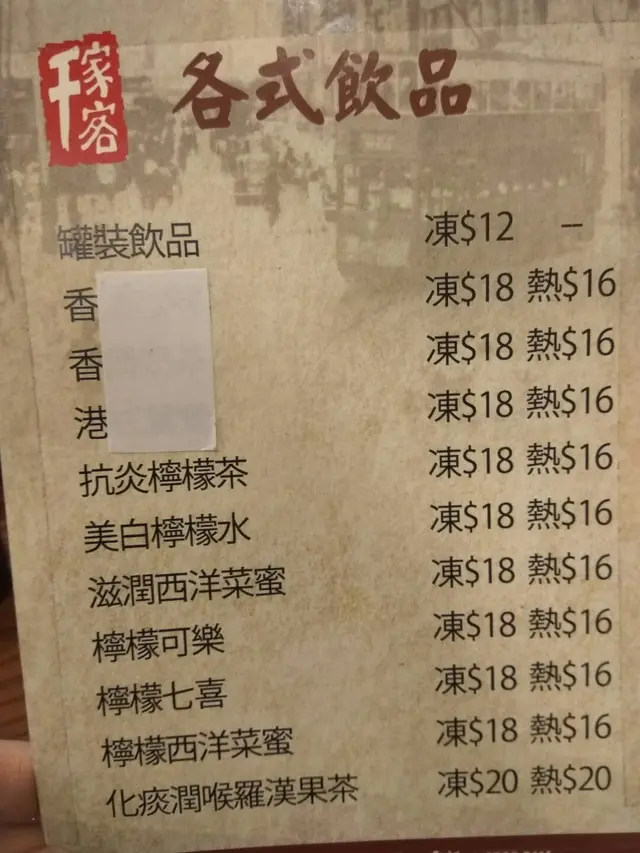 千家客
各式飲品
罐裝飲品 凍$12 –
香 凍$18 熱$16
香 凍$18 熱$16
港 凍$18 熱$16
抗炎檸檬茶 凍$18 熱$16
美白檸檬水 凍$18 熱$16
滋潤西洋菜蜜 凍$18 熱$16
檸檬可樂 凍$18 熱$16
檸檬七喜 凍$18 熱$16
檸檬西洋菜蜜 凍$18 熱$16
化痰潤喉羅漢果茶 凍$20 熱$20